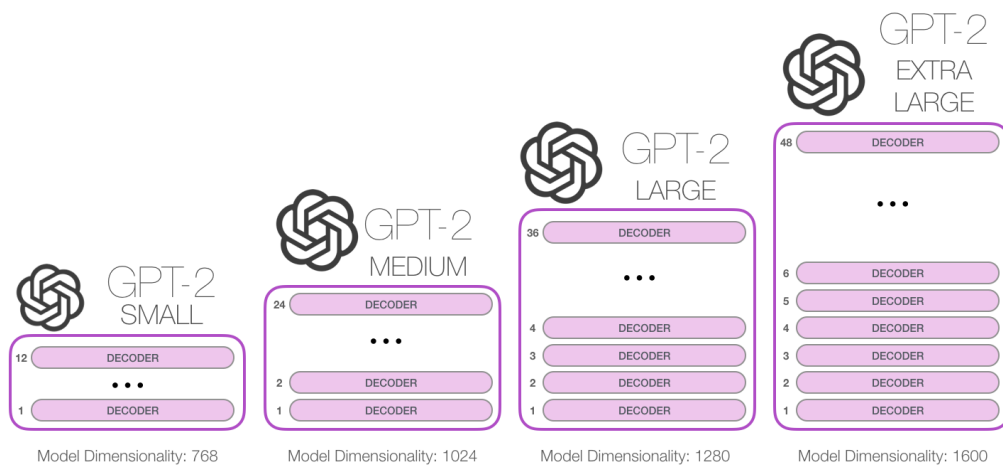 GPT-2
SMALL
12 DECODER
...
1 DECODER
Model Dimensionality: 768
GPT-2
MEDIUM
24 DECODER
...
2 DECODER
1 DECODER
Model Dimensionality: 1024
GPT-2
LARGE
36 DECODER
...
4 DECODER
3 DECODER
2 DECODER
1 DECODER
Model Dimensionality: 1280
GPT-2
EXTRA
LARGE
48 DECODER
...
6 DECODER
5 DECODER
4 DECODER
3 DECODER
2 DECODER
1 DECODER
Model Dimensionality: 1600